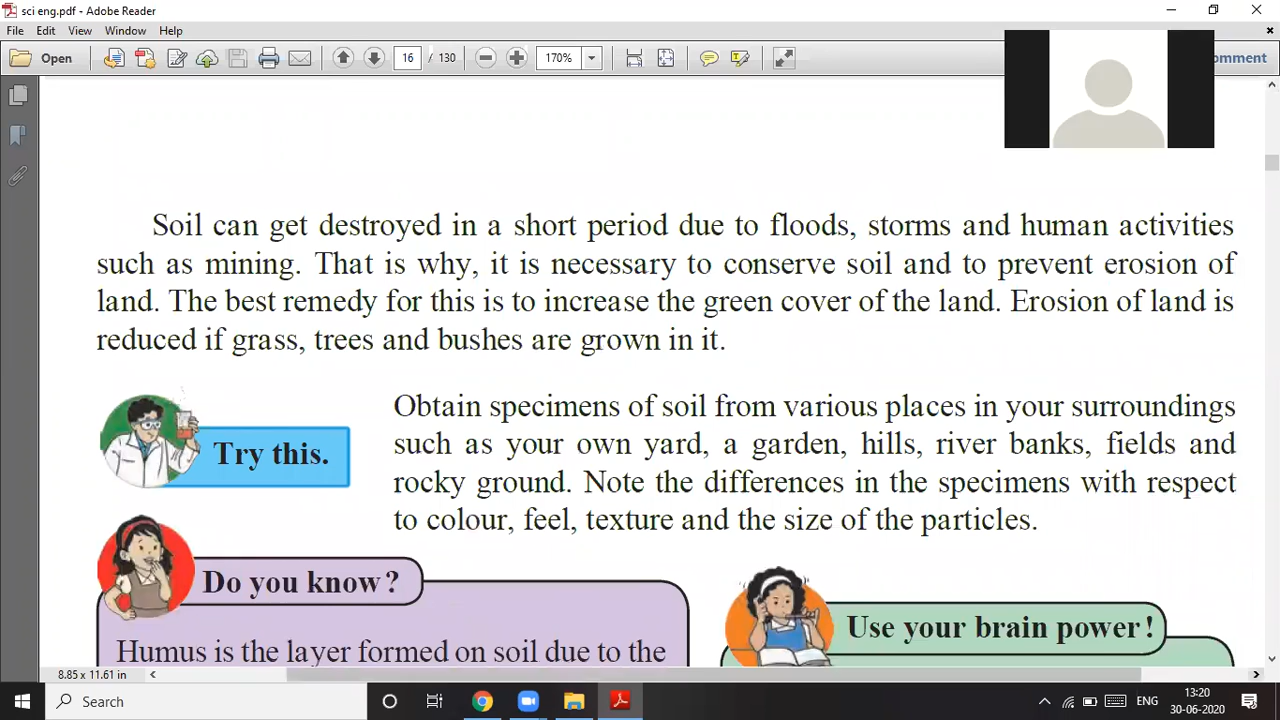 sci eng.pdf - Adobe Reader
File Edit View Window Help
Open 16 / 130 170% omment
Soil can get destroyed in a short period due to floods, storms and human activities
such as mining. That is why, it is necessary to conserve soil and to prevent erosion of
land. The best remedy for this is to increase the green cover of the land. Erosion of land is
reduced if grass, trees and bushes are grown in it.
Try this.
Obtain specimens of soil from various places in your surroundings
such as your own yard, a garden, hills, river banks, fields and
rocky ground. Note the differences in the specimens with respect
to colour, feel, texture and the size of the particles.
Do you know?
Humus is the layer formed on soil due to the
Use your brain power!
8.85 x 11.61 in
Search
ENG
13:20
30-06-2020